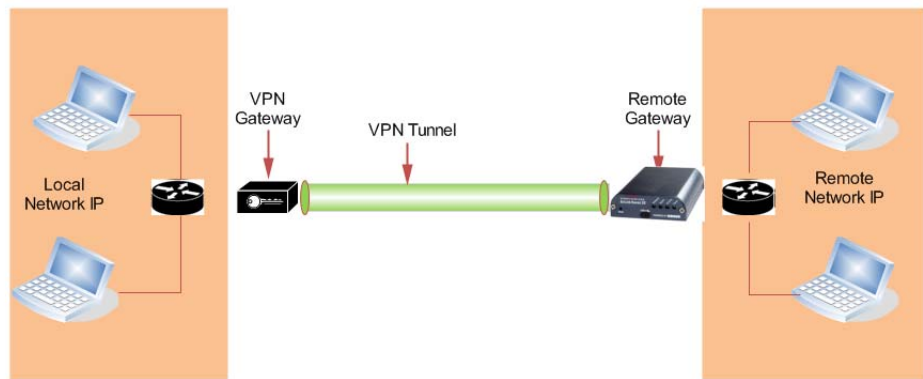 VPN
Gateway
VPN Tunnel
Remote
Gateway
Local
Network IP
Remote
Network IP